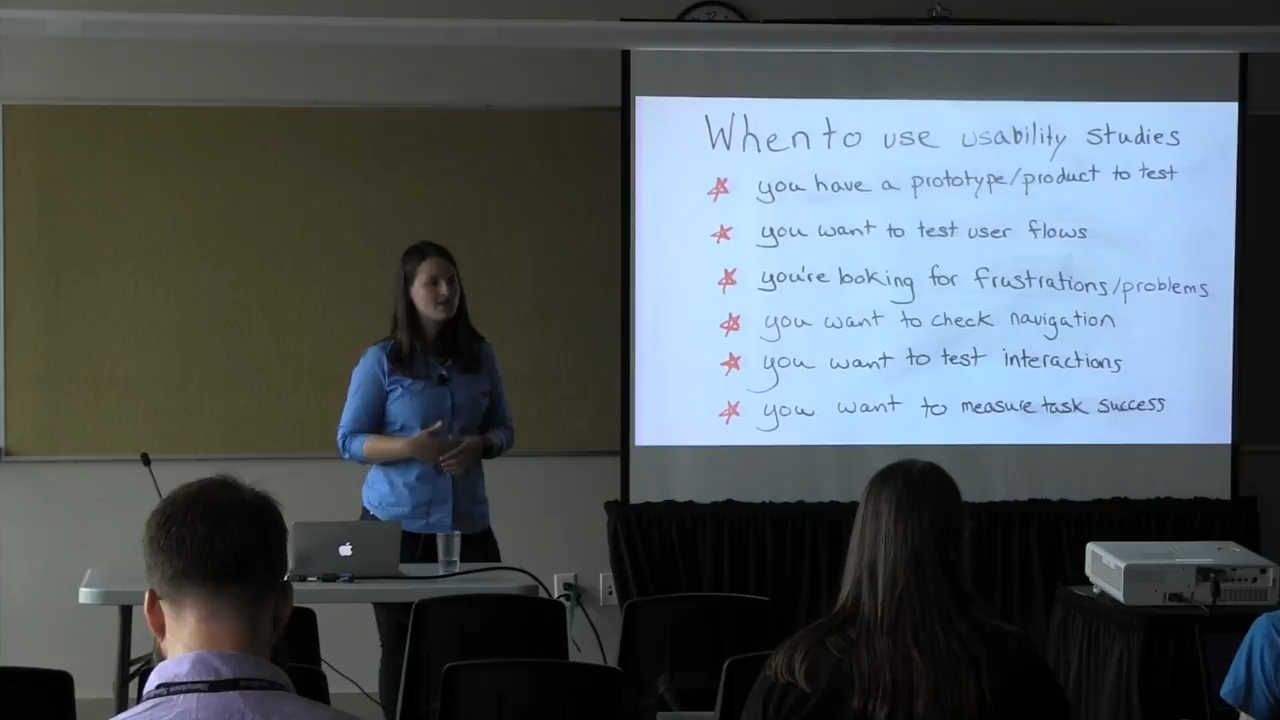 When to use usability studies
you have a prototype/product to test
you want to test user flows
you're looking for frustrations/problems
you want to check navigation
you want to test interactions
you want to measure task success